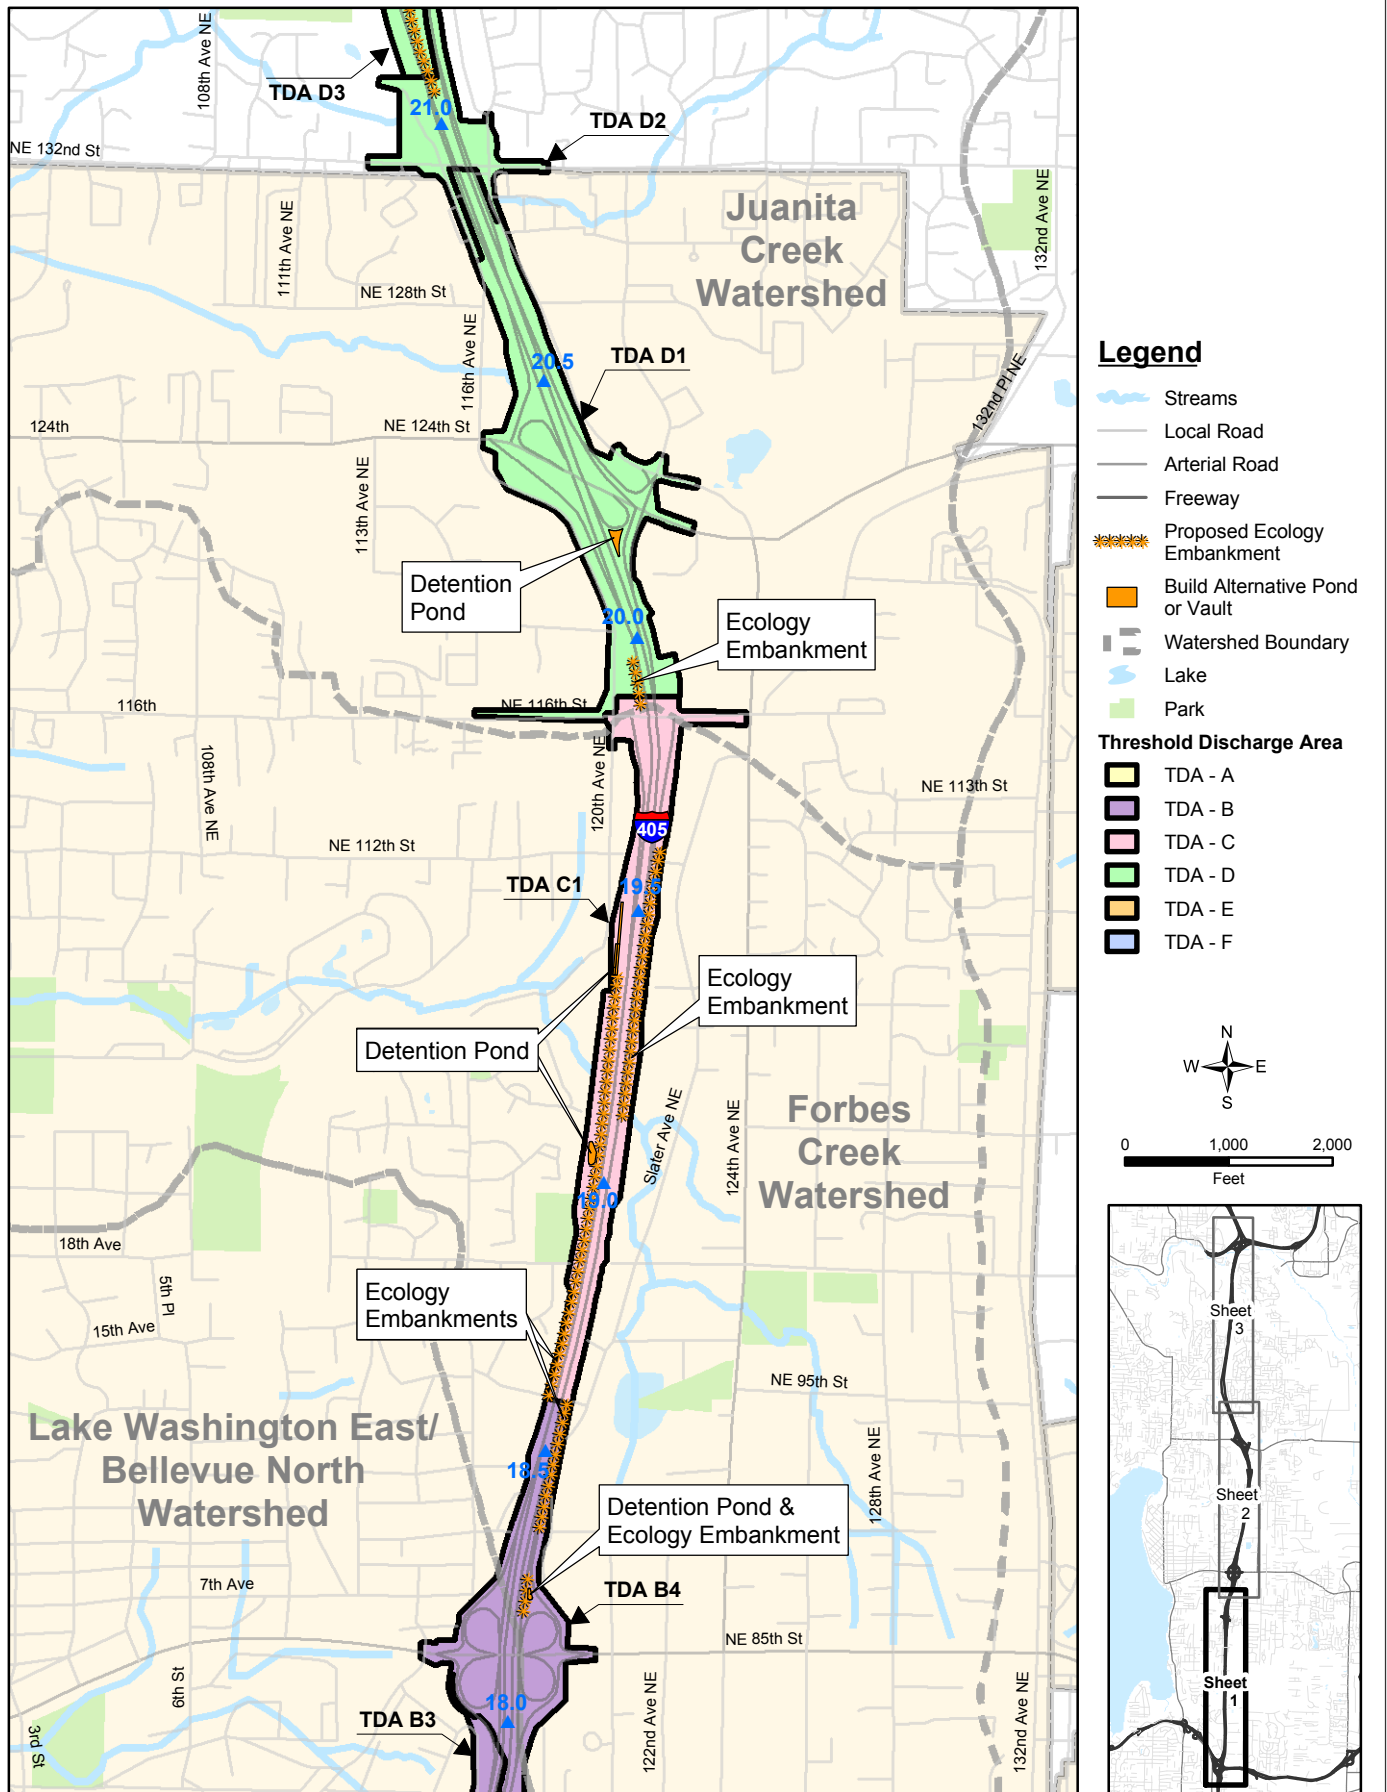 108th Ave NE
TDA D3
21.0
TDA D2
NE 132nd St
Juanita
Creek
Watershed
132nd Ave NE
111th Ave NE
NE 128th St
116th Ave NE
20.5
TDA D1
132nd Pl NE
124th
NE 124th St
113th Ave NE
Detention
Pond
20.0
Ecology
Embankment
116th
NE 116th St
108th Ave NE
120th Ave NE
NE 113th St
405
NE 112th St
TDA C1
19.5
Ecology
Embankment
Detention Pond
Slater Ave NE
124th Ave NE
Forbes
Creek
Watershed
19.0
18th Ave
5th Pl
15th Ave
Ecology
Embankments
NE 95th St
Lake Washington East/
Bellevue North
Watershed
18.5
128th Ave NE
Detention Pond &
Ecology Embankment
7th Ave
TDA B4
NE 85th St
6th St
3rd St
18.0
TDA B3
122nd Ave NE
132nd Ave NE
Legend
Streams
Local Road
Arterial Road
Freeway
Proposed Ecology
Embankment
Build Alternative Pond
or Vault
Watershed Boundary
Lake
Park
Threshold Discharge Area
TDA - A
TDA - B
TDA - C
TDA - D
TDA - E
TDA - F
N
W E
S
0 1,000 2,000
Feet
Sheet
3
Sheet
2
Sheet
1